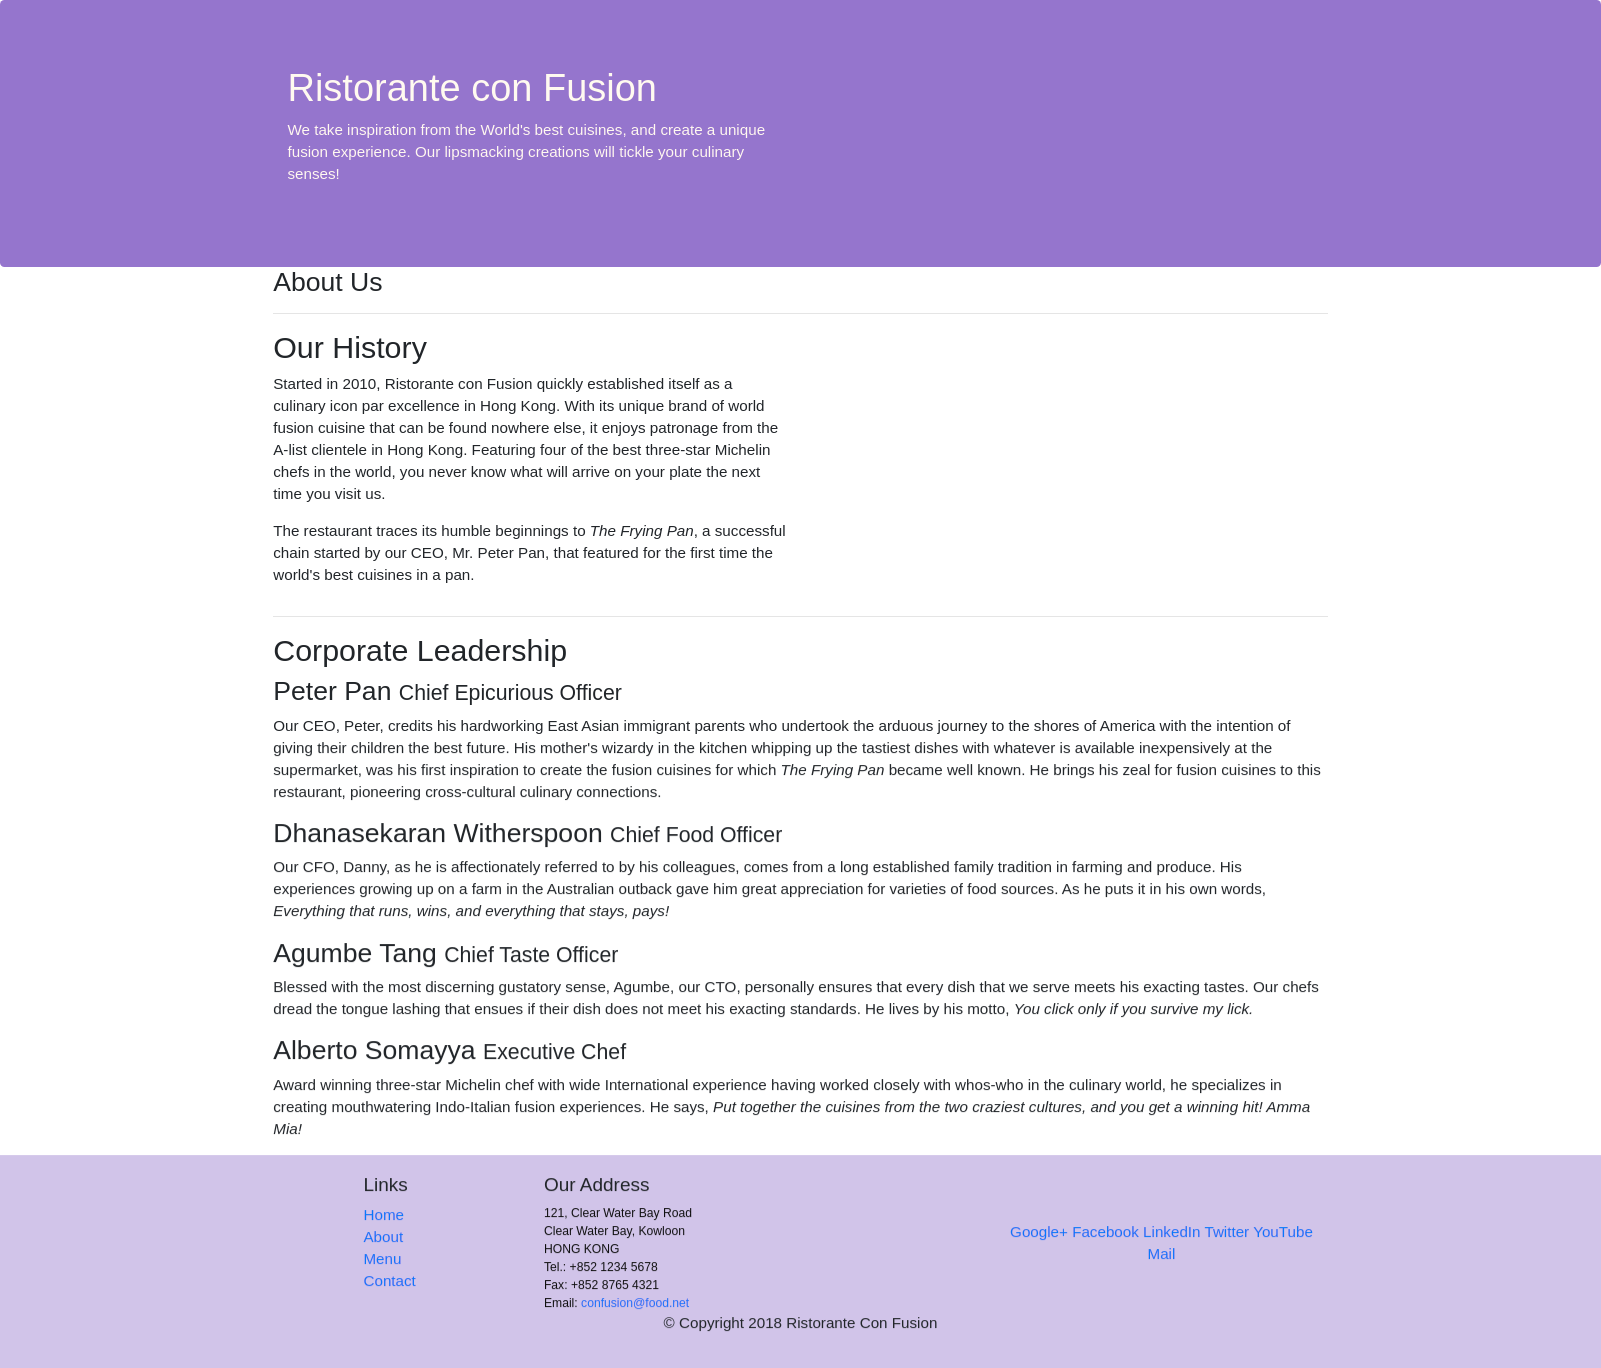 Ristorante con Fusion
We take inspiration from the World's best cuisines, and create a unique
fusion experience. Our lipsmacking creations will tickle your culinary
senses!
About Us
Our History
Started in 2010, Ristorante con Fusion quickly established itself as a
culinary icon par excellence in Hong Kong. With its unique brand of world
fusion cuisine that can be found nowhere else, it enjoys patronage from the
A-list clientele in Hong Kong. Featuring four of the best three-star Michelin
chefs in the world, you never know what will arrive on your plate the next
time you visit us.
The restaurant traces its humble beginnings to The Frying Pan, a successful
chain started by our CEO, Mr. Peter Pan, that featured for the first time the
world's best cuisines in a pan.
Corporate Leadership
Peter Pan Chief Epicurious Officer
Our CEO, Peter, credits his hardworking East Asian immigrant parents who undertook the arduous journey to the shores of America with the intention of
giving their children the best future. His mother's wizardy in the kitchen whipping up the tastiest dishes with whatever is available inexpensively at the
supermarket, was his first inspiration to create the fusion cuisines for which The Frying Pan became well known. He brings his zeal for fusion cuisines to this
restaurant, pioneering cross-cultural culinary connections.
Dhanasekaran Witherspoon Chief Food Officer
Our CFO, Danny, as he is affectionately referred to by his colleagues, comes from a long established family tradition in farming and produce. His
experiences growing up on a farm in the Australian outback gave him great appreciation for varieties of food sources. As he puts it in his own words,
Everything that runs, wins, and everything that stays, pays!
Agumbe Tang Chief Taste Officer
Blessed with the most discerning gustatory sense, Agumbe, our CTO, personally ensures that every dish that we serve meets his exacting tastes. Our chefs
dread the tongue lashing that ensues if their dish does not meet his exacting standards. He lives by his motto, You click only if you survive my lick.
Alberto Somayya Executive Chef
Award winning three-star Michelin chef with wide International experience having worked closely with whos-who in the culinary world, he specializes in
creating mouthwatering Indo-Italian fusion experiences. He says, Put together the cuisines from the two craziest cultures, and you get a winning hit! Amma
Mia!
Links
Home
About
Menu
Contact
Our Address
121, Clear Water Bay Road
Clear Water Bay, Kowloon
HONG KONG
Tel.: +852 1234 5678
Fax: +852 8765 4321
Email: confusion@food.net
Google+ Facebook LinkedIn Twitter YouTube
Mail
© Copyright 2018 Ristorante Con Fusion